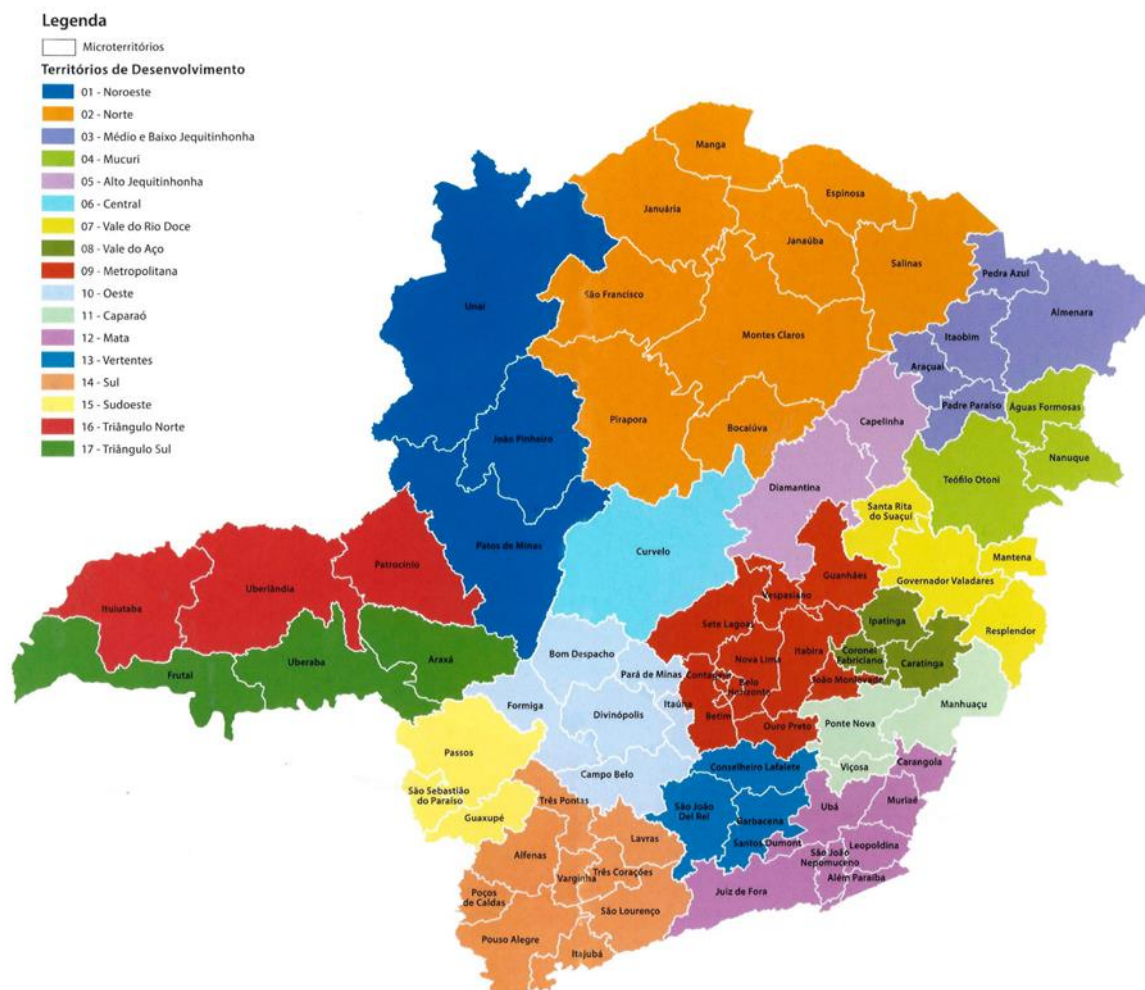 Legenda
Microterritórios
Territórios de Desenvolvimento
01 - Noroeste
02 - Norte
03 - Médio e Baixo Jequitinhonha
04 - Mucuri
05 - Alto Jequitinhonha
06 - Central
07 - Vale do Rio Doce
08 - Vale do Aço
09 - Metropolitana
10 - Oeste
11 - Caparaó
12 - Mata
13 - Vertentes
14 - Sul
15 - Sudoeste
16 - Triângulo Norte
17 - Triângulo Sul
Manga
Espinosa
Januária
Janaúba
Salinas
Pedra Azul
São Francisco
Unaí
Almenara
Montes Claros
Itaobim
Araçuaí
Padre Paraíso
Águas Formosas
Pirapora
Capelinha
Bocaiúva
João Pinheiro
Nanuque
Teófilo Otoni
Diamantina
Santa Rita
do Suaçuí
Patos de Minas
Curvelo
Mantena
Patrocínio
Guanhães
Governador Valadares
Uberlândia
Ituiutaba
Vespasiano
Ipatinga
Sete Lagoas
Resplendor
Itabira
Coronel
Fabriciano
Caratinga
Bom Despacho
Nova Lima
Araxá
Uberaba
Frutal
Pará de Minas
Contagem
Belo
Horizonte
João Monlevade
Formiga
Itaúna
Manhuaçu
Divinópolis
Betim
Ouro Preto
Ponte Nova
Passos
Viçosa
Carangola
Campo Belo
Conselheiro Lafaiete
São Sebastião
do Paraíso
Três Pontas
São João
Del Rei
Ubá
Muriaé
Guaxupé
Barbacena
Lavras
Santos Dumont
Leopoldina
Alfenas
São João
Nepomuceno
Três Corações
Varginha
Além Paraíba
Poços
de Caldas
Juiz de Fora
São Lourenço
Pouso Alegre
Itajubá